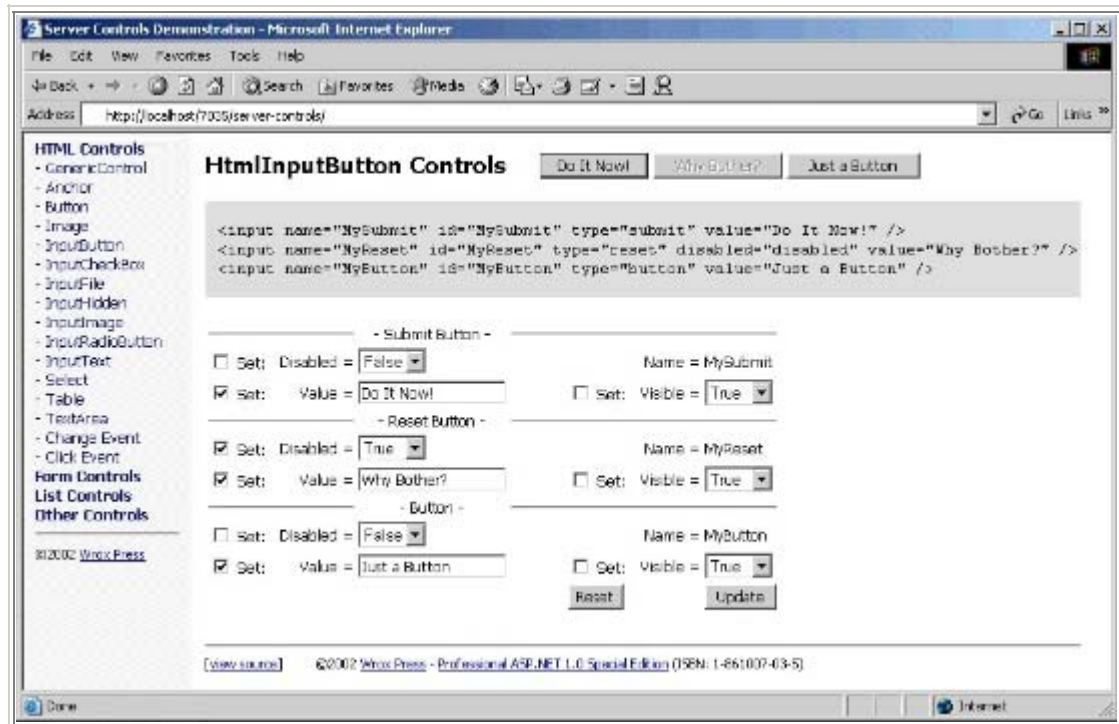 Server Controls Demonstration - Microsoft Internet Explorer
File Edit View Favorites Tools Help
Back Search Favorites Media
Address http://localhost/7035/server-controls/ Go Links »
HTML Controls
- GenericControl
- Anchor
- Button
- Image
- InputButton
- InputCheckBox
- InputFile
- InputHidden
- InputImage
- InputRadioButton
- InputText
- Select
- Table
- TextArea
- Change Event
- Click Event
Form Controls
List Controls
Other Controls
©2002 Wrox Press
HtmlInputButton Controls Do It Now! Why Bother? Just a Button
<input name="MySubmit" id="MySubmit" type="submit" value="Do It Now!" />
<input name="MyReset" id="MyReset" type="reset" disabled="disabled" value="Why Bother?" />
<input name="MyButton" id="MyButton" type="button" value="Just a Button" />
- Submit Button -
Set: Disabled = False Name = MySubmit
Set: Value = Do It Now! Set: Visible = True
- Reset Button -
Set: Disabled = True Name = MyReset
Set: Value = Why Bother? Set: Visible = True
- Button -
Set: Disabled = False Name = MyButton
Set: Value = Just a Button Set: Visible = True
Reset Update
[view source] ©2002 Wrox Press - Professional ASP.NET 1.0 Special Edition (ISBN: 1-861007-03-5)
Done Internet